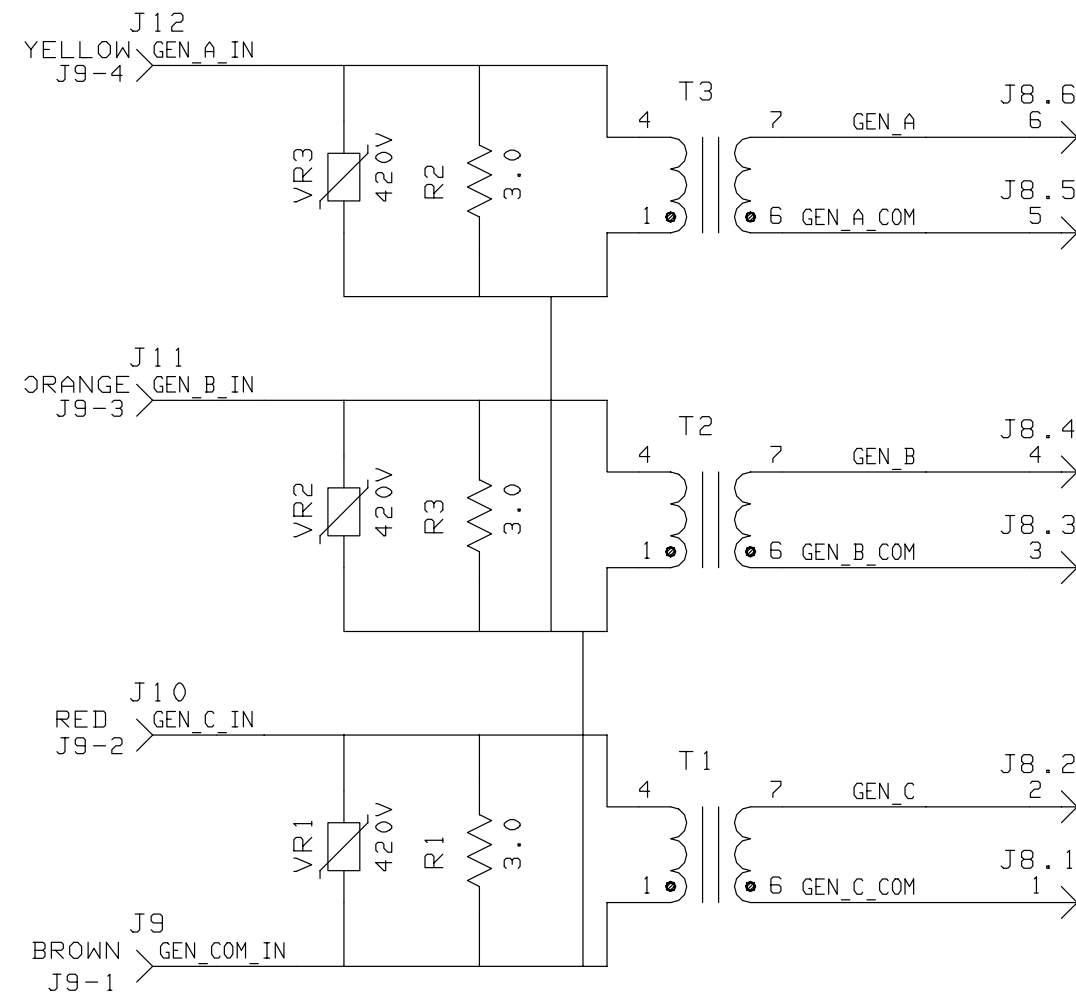 J12
YELLOW GEN_A_IN
J9-4
T3
J8.6
4 7 GEN_A 6
VR3 420V R2 3.0
J8.5
1 6 GEN_A_COM 5
J11
ORANGE GEN_B_IN
J9-3
T2
J8.4
4 7 GEN_B 4
VR2 420V R3 3.0
J8.3
1 6 GEN_B_COM 3
J10
RED GEN_C_IN
J9-2
T1
J8.2
4 7 GEN_C 2
VR1 420V R1 3.0
J8.1
1 6 GEN_C_COM 1
J9
BROWN GEN_COM_IN
J9-1